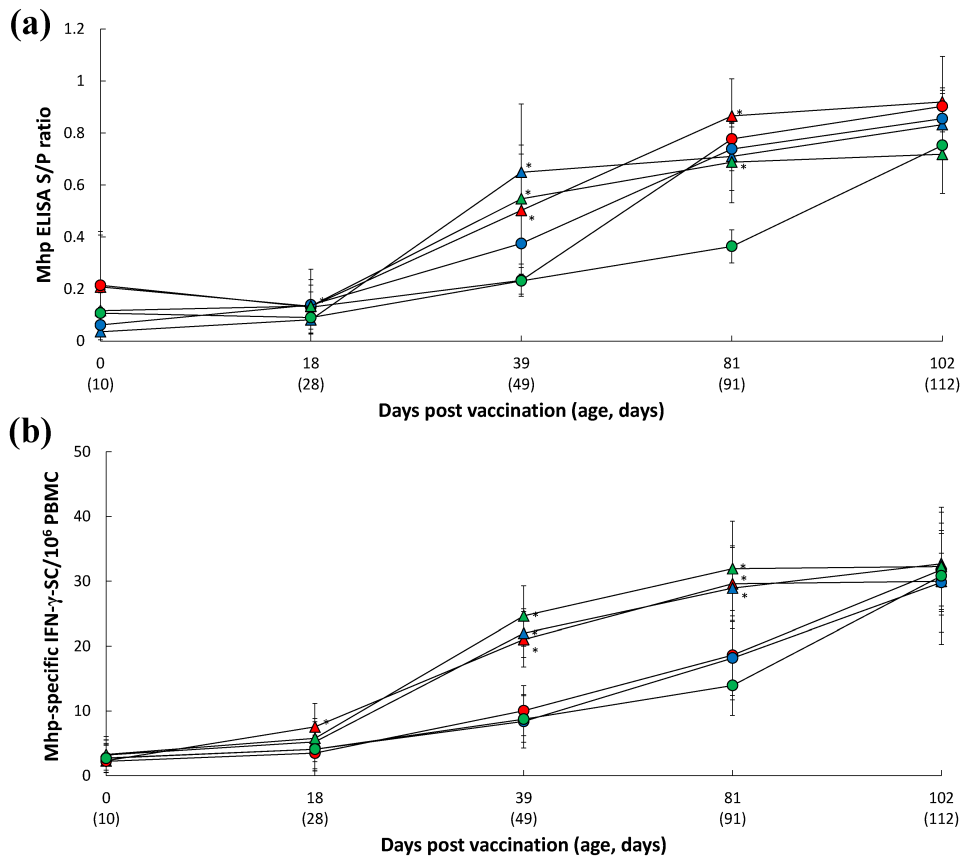 (a)
Mhp ELISA S/P ratio
1.2
1
0.8
0.6
0.4
0.2
0
* * * * * *
0 18 39 81 102
(10) (28) (49) (91) (112)
Days post vaccination (age, days)
(b)
Mhp-specific IFN-γ-SC/10⁶ PBMC
50
40
30
20
10
0
* * * * * * *
0 18 39 81 102
(10) (28) (49) (91) (112)
Days post vaccination (age, days)